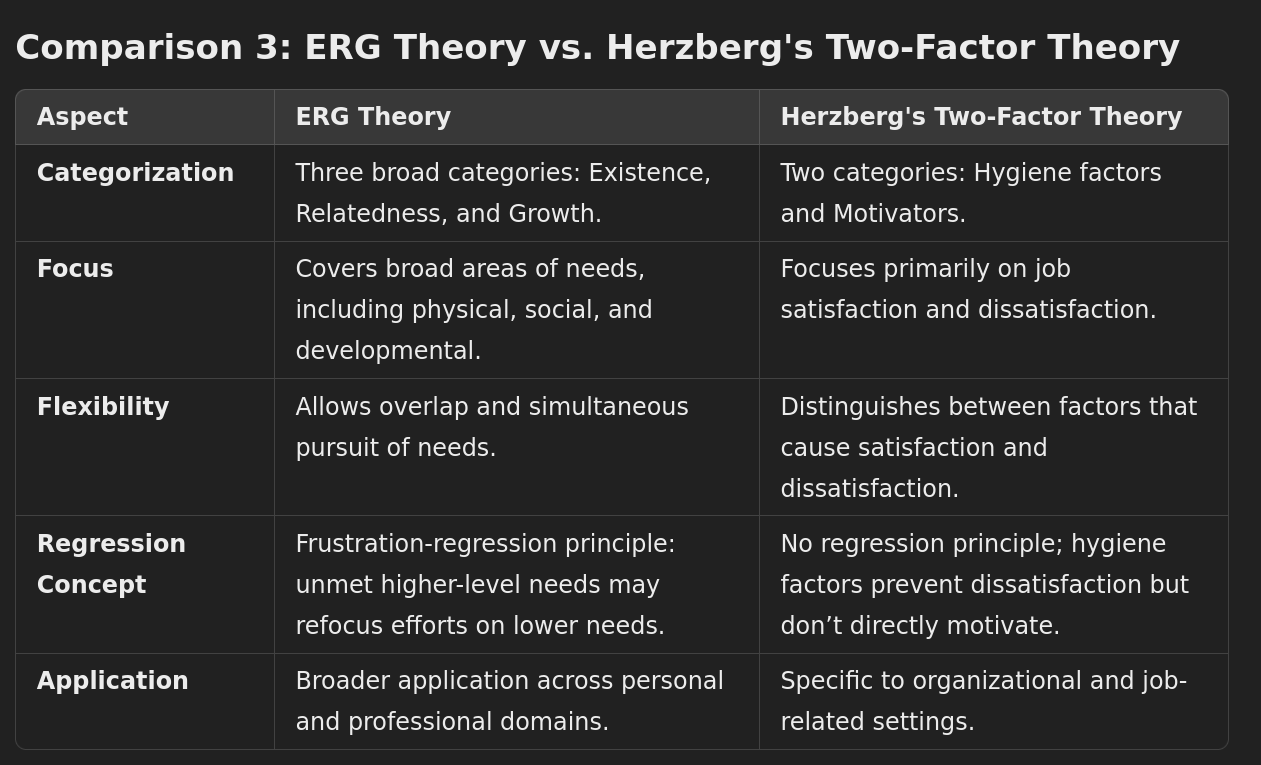 Comparison 3: ERG Theory vs. Herzberg's Two-Factor Theory
Aspect
ERG Theory
Herzberg's Two-Factor Theory
Categorization
Three broad categories: Existence,
Relatedness, and Growth.
Two categories: Hygiene factors
and Motivators.
Focus
Covers broad areas of needs,
including physical, social, and
developmental.
Focuses primarily on job
satisfaction and dissatisfaction.
Flexibility
Allows overlap and simultaneous
pursuit of needs.
Distinguishes between factors that
cause satisfaction and
dissatisfaction.
Regression
Concept
Frustration-regression principle:
unmet higher-level needs may
refocus efforts on lower needs.
No regression principle; hygiene
factors prevent dissatisfaction but
don’t directly motivate.
Application
Broader application across personal
and professional domains.
Specific to organizational and job-
related settings.